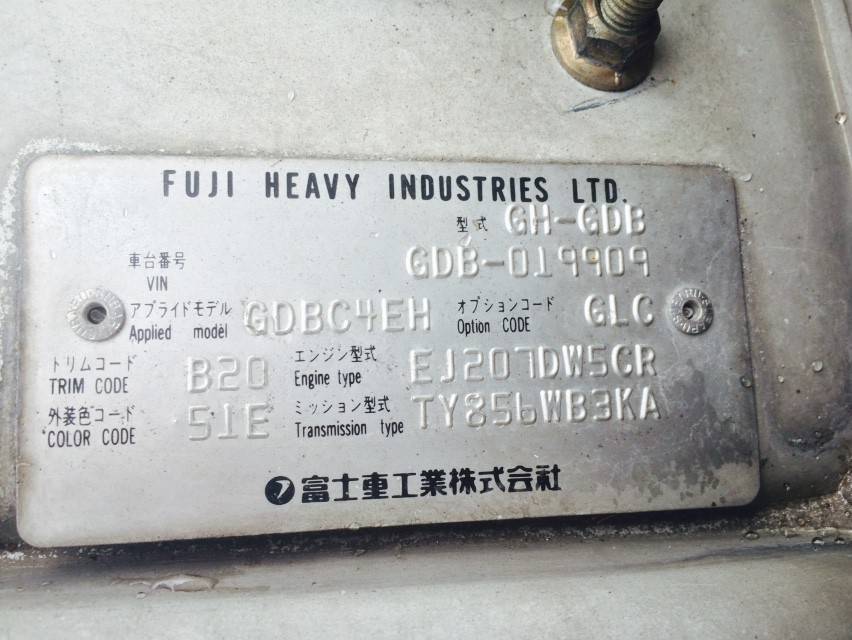 FUJI HEAVY INDUSTRIES LTD.
型式 GH-GDB
車台番号 GDB-019909
VIN
アプライドモデル GDBC4EH オプションコード GLC
Applied model Option CODE
トリムコード B20 エンジン型式 EJ207DW5CR
TRIM CODE Engine type
外装色コード 51E ミッション型式 TY856WB3KA
COLOR CODE Transmission type
富士重工業株式会社